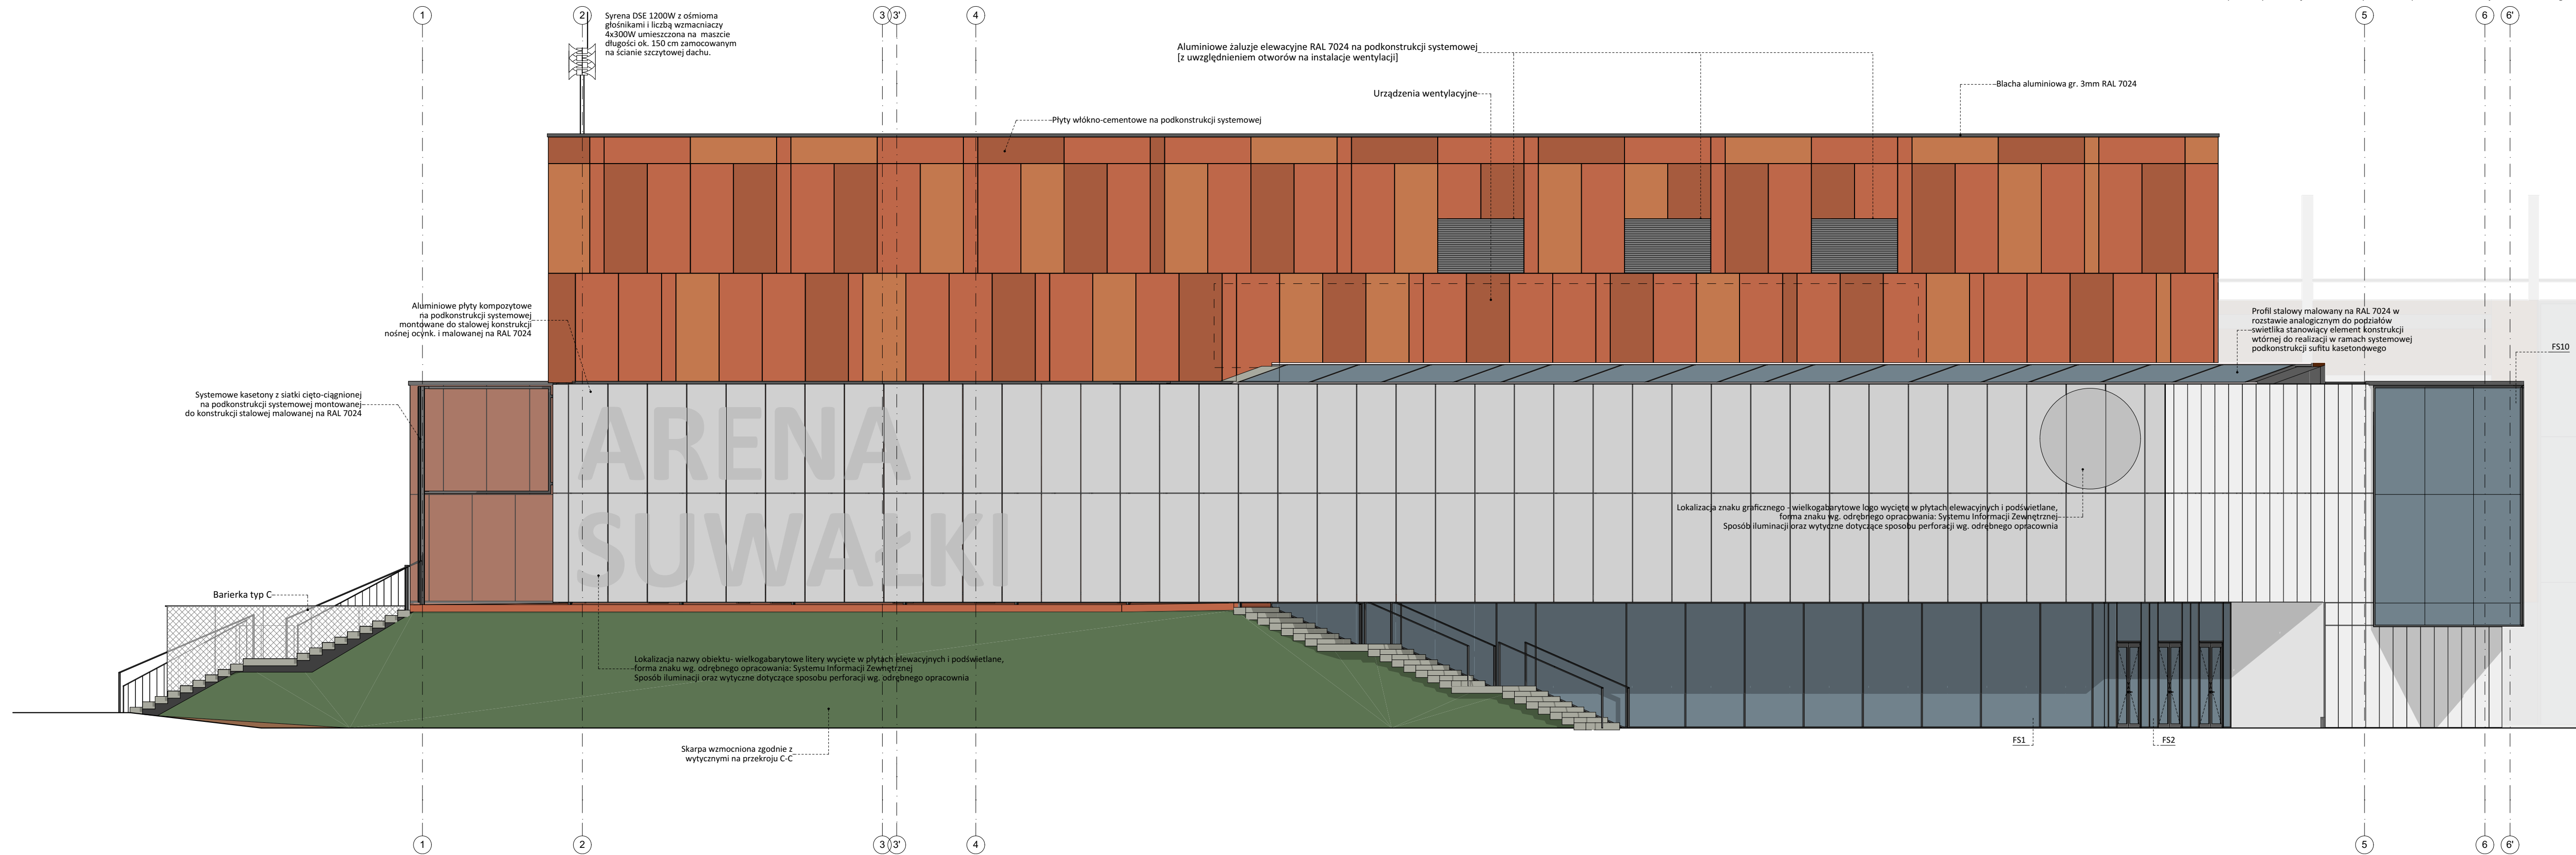 1
2
3
3'
4
5
6
6'
Syrena DSE 1200W z ośmioma
głośnikami i liczbą wzmacniaczy
4x300W umieszczona na maszcie
długości ok. 150 cm zamocowanym
na ścianie szczytowej dachu.
Aluminiowe żaluzje elewacyjne RAL 7024 na podkonstrukcji systemowej
[z uwzględnieniem otworów na instalacje wentylacji]
Urządzenia wentylacyjne
Blacha aluminiowa gr. 3mm RAL 7024
Płyty włókno-cementowe na podkonstrukcji systemowej
Aluminiowe płyty kompozytowe
na podkonstrukcji systemowej
montowane do stalowej konstrukcji
nośnej ocynk. i malowanej na RAL 7024
Profil stalowy malowany na RAL 7024 w
rozstawie analogicznym do podziałów
swietlika stanowiący element konstrukcji
wtórnej do realizacji w ramach systemowej
podkonstrukcji sufitu kasetonowego
FS10
Systemowe kasetony z siatki cięto-ciągnionej
na podkonstrukcji systemowej montowanej
do konstrukcji stalowej malowanej na RAL 7024
ARENA
SUWAŁKI
Lokalizacja znaku graficznego - wielkogabarytowe logo wycięte w płytach elewacyjnych i podświetlane,
forma znaku wg. odrębnego opracowania: Systemu Informacji Zewnętrznej
Sposób iluminacji oraz wytyczne dotyczące sposobu perforacji wg. odrębnego opracownia
Barierka typ C
Lokalizacja nazwy obiektu- wielkogabarytowe litery wycięte w płytach elewacyjnych i podświetlane,
forma znaku wg. odrębnego opracowania: Systemu Informacji Zewnętrznej
Sposób iluminacji oraz wytyczne dotyczące sposobu perforacji wg. odrębnego opracownia
Skarpa wzmocniona zgodnie z
wytycznymi na przekroju C-C
FS1
FS2
1
2
3
3'
4
5
6
6'